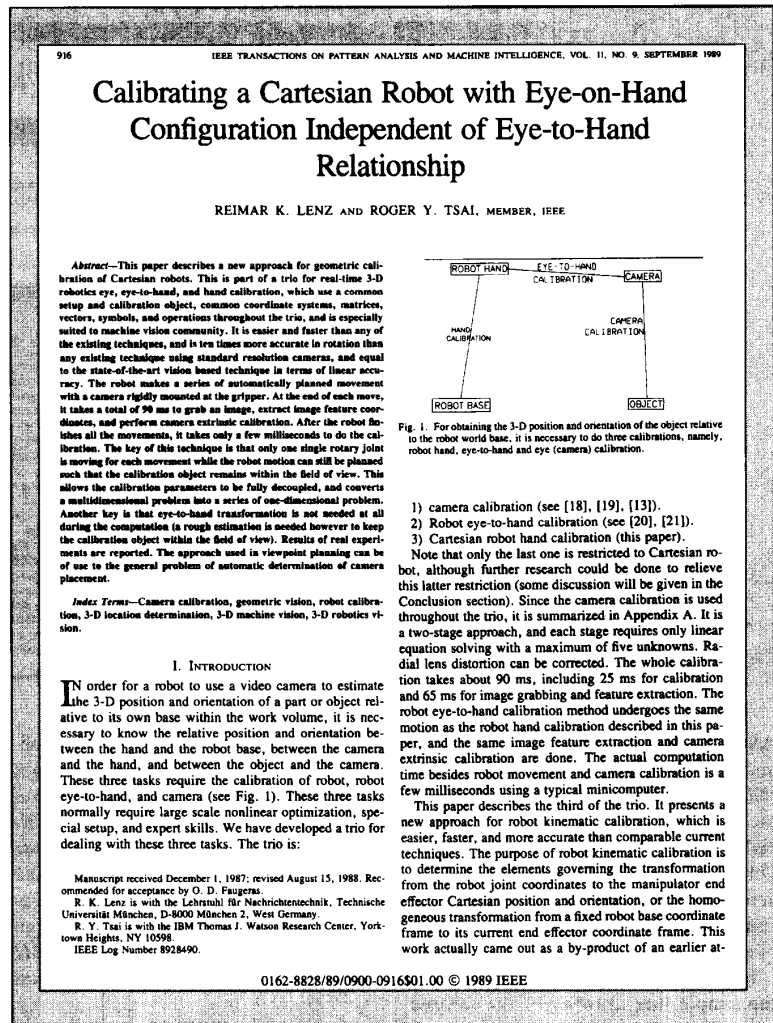 916
IEEE TRANSACTIONS ON PATTERN ANALYSIS AND MACHINE INTELLIGENCE, VOL. 11, NO. 9, SEPTEMBER 1989
Calibrating a Cartesian Robot with Eye-on-Hand
Configuration Independent of Eye-to-Hand
Relationship
REIMAR K. LENZ AND ROGER Y. TSAI, MEMBER, IEEE
Abstract—This paper describes a new approach for geometric cali-
bration of Cartesian robots. This is part of a trio for real-time 3-D
robotics eye, eye-to-hand, and hand calibration, which use a common
setup and calibration object, common coordinate systems, matrices,
vectors, symbols, and operations throughout the trio, and is especially
suited to machine vision community. It is easier and faster than any of
the existing techniques, and is ten times more accurate in rotation than
any existing technique using standard resolution cameras, and equal
to the state-of-the-art vision based technique in terms of linear accu-
racy. The robot makes a series of automatically planned movement
with a camera rigidly mounted at the gripper. At the end of each move,
it takes a total of 90 ms to grab an image, extract image feature coor-
dinates, and perform camera extrinsic calibration. After the robot fin-
ishes all the movements, it takes only a few milliseconds to do the cal-
ibration. The key of this technique is that only one single rotary joint
is moving for each movement while the robot motion can still be planned
such that the calibration object remains within the field of view. This
allows the calibration parameters to be fully decoupled, and converts
a multidimensional problem into a series of one-dimensional problem.
Another key is that eye-to-hand transformation is not needed at all
during the computation (a rough estimation is needed however to keep
the calibration object within the field of view). Results of real experi-
ments are reported. The approach used in viewpoint planning can be
of use to the general problem of automatic determination of camera
placement.
Index Terms—Camera calibration, geometric vision, robot calibra-
tion, 3-D location determination, 3-D machine vision, 3-D robotics vi-
sion.
I. INTRODUCTION
IN order for a robot to use a video camera to estimate
the 3-D position and orientation of a part or object rel-
ative to its own base within the work volume, it is nec-
essary to know the relative position and orientation be-
tween the hand and the robot base, between the camera
and the hand, and between the object and the camera.
These three tasks require the calibration of robot, robot
eye-to-hand, and camera (see Fig. 1). These three tasks
normally require large scale nonlinear optimization, spe-
cial setup, and expert skills. We have developed a trio for
dealing with these three tasks. The trio is:
Manuscript received December 1, 1987; revised August 15, 1988. Rec-
ommended for acceptance by O. D. Faugeras.
R. K. Lenz is with the Lehrstuhl für Nachrichtentechnik, Technische
Universität München, D-8000 München 2, West Germany.
R. Y. Tsai is with the IBM Thomas J. Watson Research Center, York-
town Heights, NY 10598.
IEEE Log Number 8928490.
ROBOT HAND
EYE-TO-HAND
CALIBRATION
CAMERA
HAND
CALIBRATION
CAMERA
CALIBRATION
ROBOT BASE
OBJECT
Fig. 1. For obtaining the 3-D position and orientation of the object relative
to the robot world base, it is necessary to do three calibrations, namely,
robot hand, eye-to-hand and eye (camera) calibration.
1) camera calibration (see [18], [19], [13]).
2) Robot eye-to-hand calibration (see [20], [21]).
3) Cartesian robot hand calibration (this paper).
Note that only the last one is restricted to Cartesian ro-
bot, although further research could be done to relieve
this latter restriction (some discussion will be given in the
Conclusion section). Since the camera calibration is used
throughout the trio, it is summarized in Appendix A. It is
a two-stage approach, and each stage requires only linear
equation solving with a maximum of five unknowns. Ra-
dial lens distortion can be corrected. The whole calibra-
tion takes about 90 ms, including 25 ms for calibration
and 65 ms for image grabbing and feature extraction. The
robot eye-to-hand calibration method undergoes the same
motion as the robot hand calibration described in this pa-
per, and the same image feature extraction and camera
extrinsic calibration are done. The actual computation
time besides robot movement and camera calibration is a
few milliseconds using a typical minicomputer.
This paper describes the third of the trio. It presents a
new approach for robot kinematic calibration, which is
easier, faster, and more accurate than comparable current
techniques. The purpose of robot kinematic calibration is
to determine the elements governing the transformation
from the robot joint coordinates to the manipulator end
effector Cartesian position and orientation, or the homo-
geneous transformation from a fixed robot base coordinate
frame to its current end effector coordinate frame. This
work actually came out as a by-product of an earlier at-
0162-8828/89/0900-0916$01.00 © 1989 IEEE